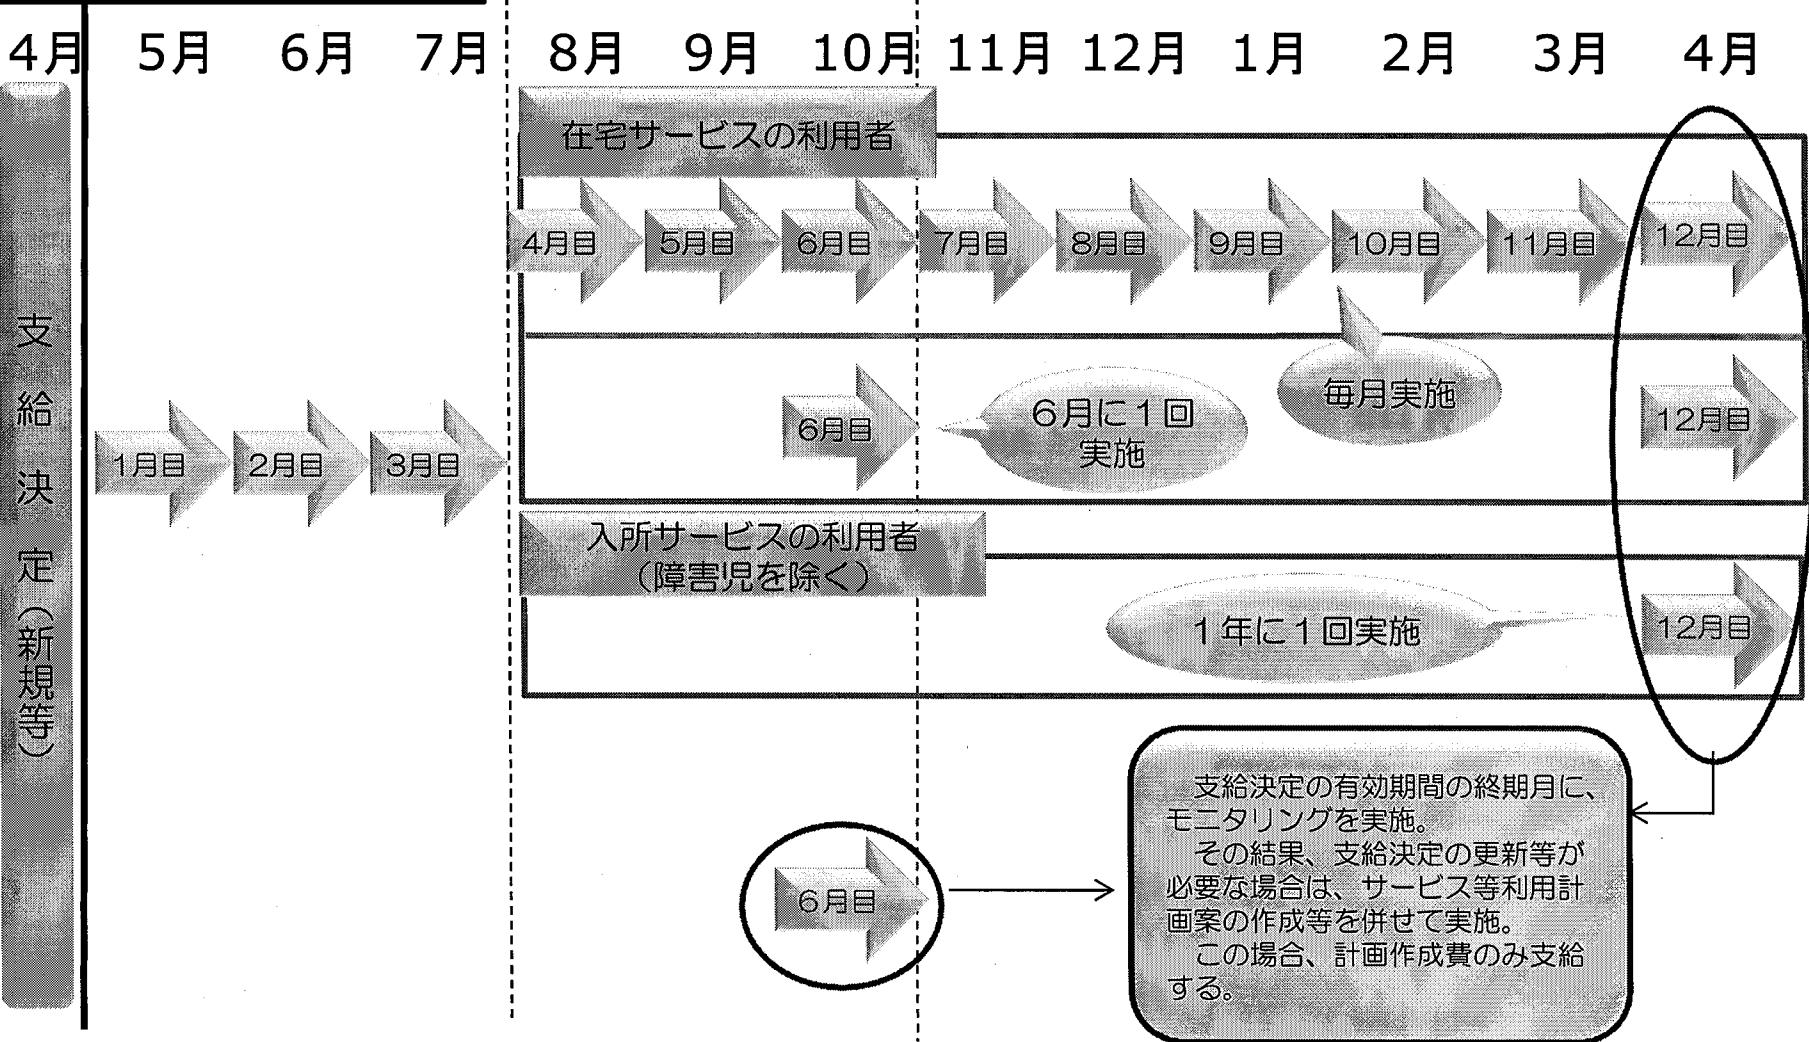 4月 5月 6月 7月 8月 9月 10月 11月 12月 1月 2月 3月 4月
支給決定（新規等）
1月目 2月目 3月目
在宅サービスの利用者
4月目 5月目 6月目 7月目 8月目 9月目 10月目 11月目 12月目
毎月実施
6月目
６月に１回
実施
12月目
入所サービスの利用者
（障害児を除く）
１年に１回実施
12月目
6月目
支給決定の有効期間の終期月に、
モニタリングを実施。
その結果、支給決定の更新等が
必要な場合は、サービス等利用計
画案の作成等を併せて実施。
この場合、計画作成費のみ支給
する。